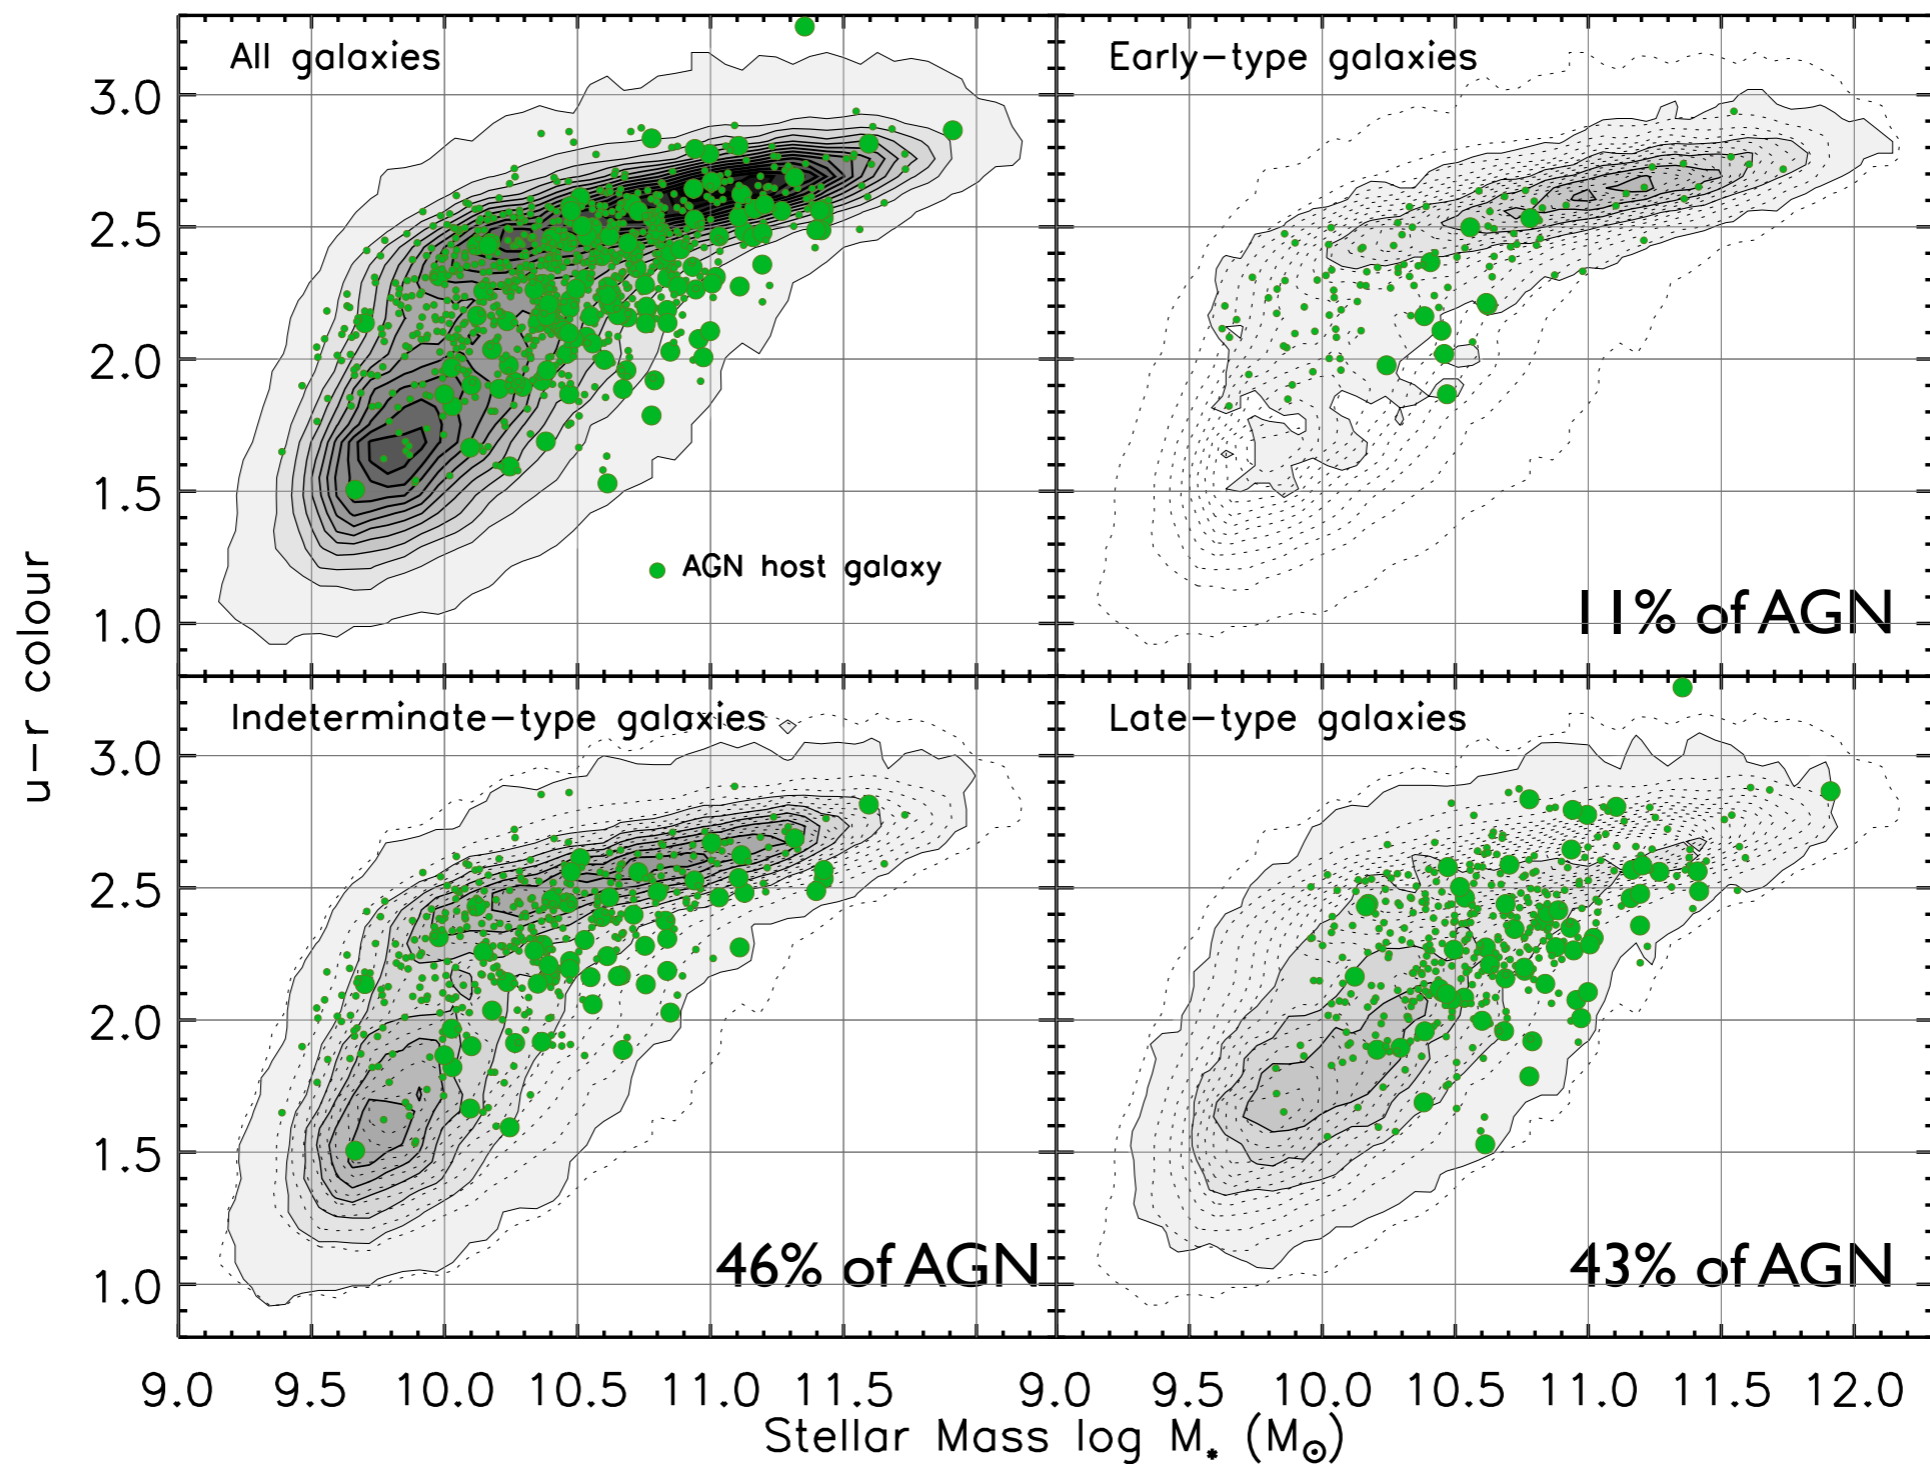 All galaxies
Early-type galaxies
3.0
2.5
2.0
1.5
1.0
AGN host galaxy
11% of AGN
u-r colour
Indeterminate-type galaxies
Late-type galaxies
3.0
2.5
2.0
1.5
1.0
46% of AGN
43% of AGN
9.0 9.5 10.0 10.5 11.0 11.5 9.0 9.5 10.0 10.5 11.0 11.5 12.0
Stellar Mass log M* (M⊙)